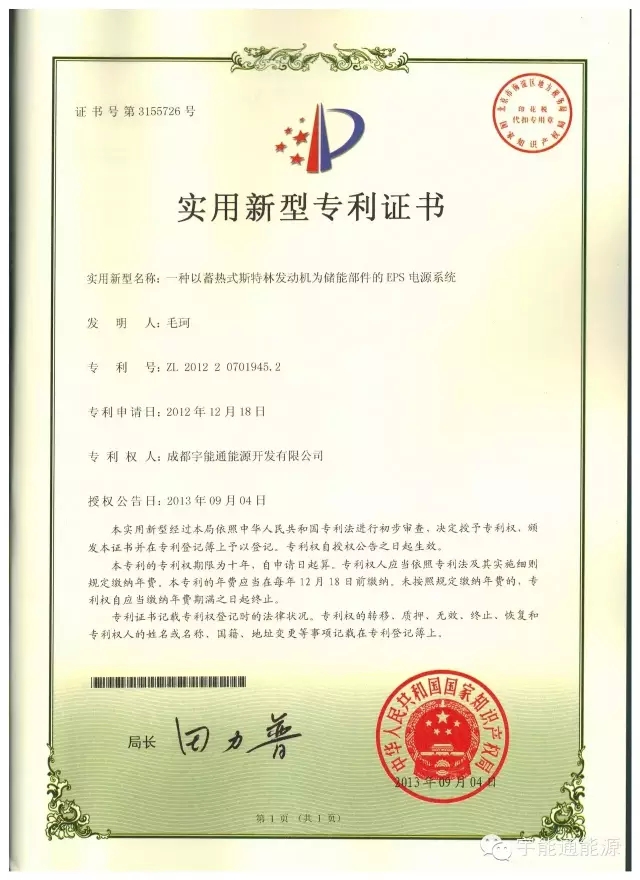 证书号第3155726号
北京市海淀区地方税务局
印花税
代扣专用章
国家知识产权局
实用新型专利证书
实用新型名称：一种以蓄热式斯特林发动机为储能部件的EPS电源系统
发明人：毛珂
专利号：ZL 2012 2 0701945.2
专利申请日：2012年12月18日
专利权人：成都宇能通能源开发有限公司
授权公告日：2013年09月04日
本实用新型经过本局依照中华人民共和国专利法进行初步审查，决定授予专利权，颁
发本证书并在专利登记簿上予以登记。专利权自授权公告之日起生效。
本专利的专利权期限为十年，自申请日起算。专利权人应当依照专利法及其实施细则
规定缴纳年费。本专利的年费应当在每年12月18日前缴纳。未按照规定缴纳年费的，专
利权自应当缴纳年费期满之日起终止。
专利证书记载专利权登记时的法律状况。专利权的转移、质押、无效、终止、恢复和
专利权人的姓名或名称、国籍、地址变更等事项记载在专利登记簿上。
局长 田力普
中华人民共和国国家知识产权局
2013年09月04日
第1页（共1页）
宇能通能源